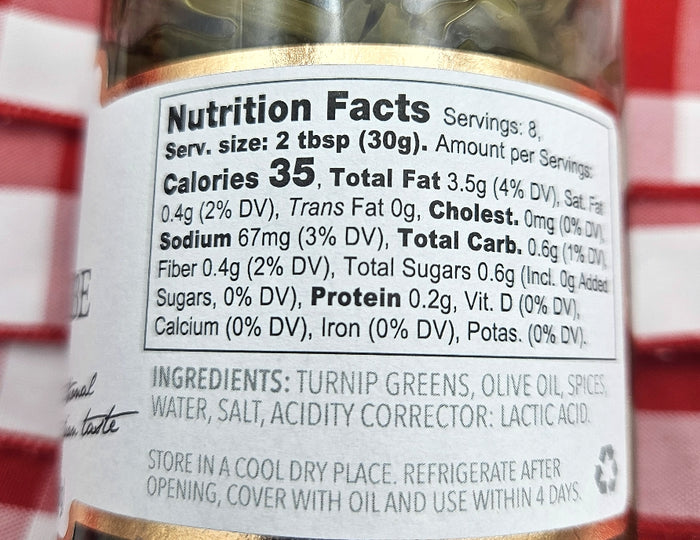 Nutrition Facts Servings: 8,
Serv. size: 2 tbsp (30g). Amount per Servings:
Calories 35, Total Fat 3.5g (4% DV), Sat. Fat
0.4g (2% DV), Trans Fat 0g, Cholest. 0mg (0% DV),
Sodium 67mg (3% DV), Total Carb. 0.6g (1% DV),
Fiber 0.4g (2% DV), Total Sugars 0.6g (Incl. 0g Added
Sugars, 0% DV), Protein 0.2g, Vit. D (0% DV),
Calcium (0% DV), Iron (0% DV), Potas. (0% DV).
INGREDIENTS: TURNIP GREENS, OLIVE OIL, SPICES,
WATER, SALT, ACIDITY CORRECTOR: LACTIC ACID.
taste
STORE IN A COOL DRY PLACE. REFRIGERATE AFTER
OPENING, COVER WITH OIL AND USE WITHIN 4 DAYS.